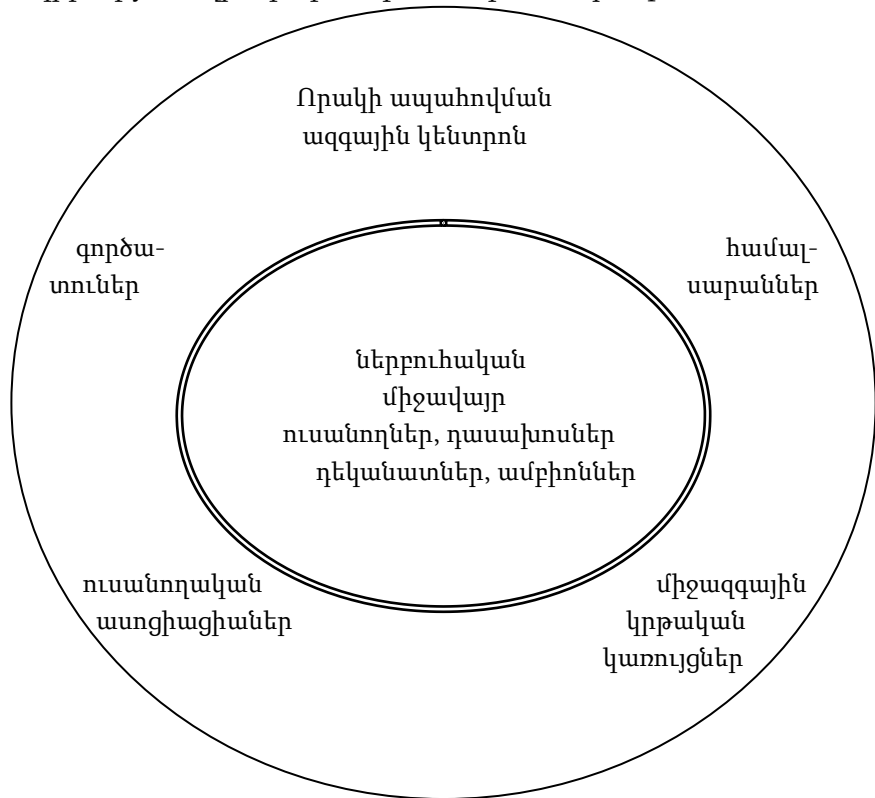 Որակի ապահովման
ազգային կենտրոն
գործա-
տուներ
համալ-
սարաններ
ներբուհական
միջավայր
ուսանողներ, դասախոսներ
դեկանատներ, ամբիոններ
ուսանողական
ասոցիացիաներ
միջազգային
կրթական
կառույցներ